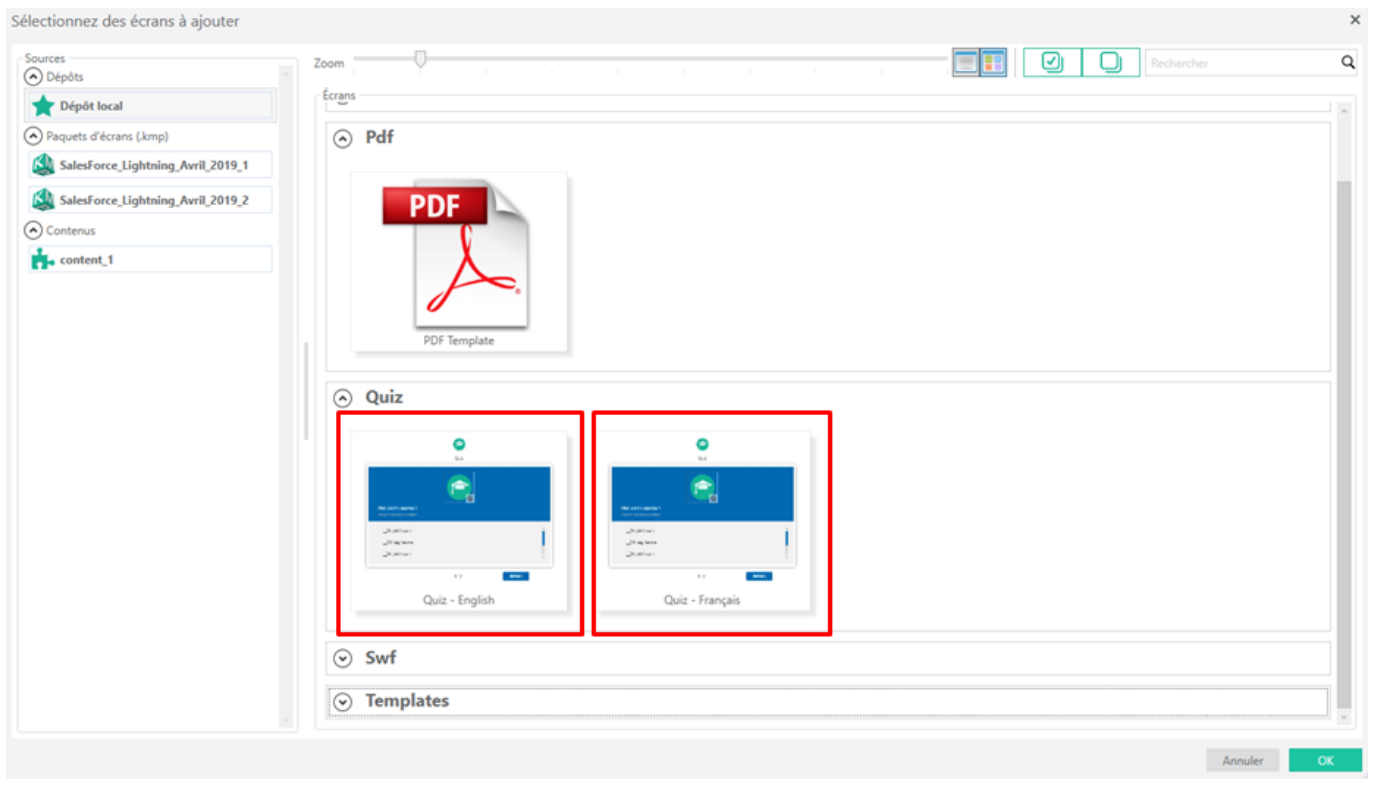 Sélectionnez des écrans à ajouter
Sources
Dépôts
Dépôt local
Paquets d'écrans (.kmp)
SalesForce_Lightning_Avril_2019_1
SalesForce_Lightning_Avril_2019_2
Contenus
content_1
Zoom
Rechercher
Écrans
Pdf
PDF
PDF Template
Quiz
Quiz - English
Quiz - Français
Swf
Templates
Annuler
OK